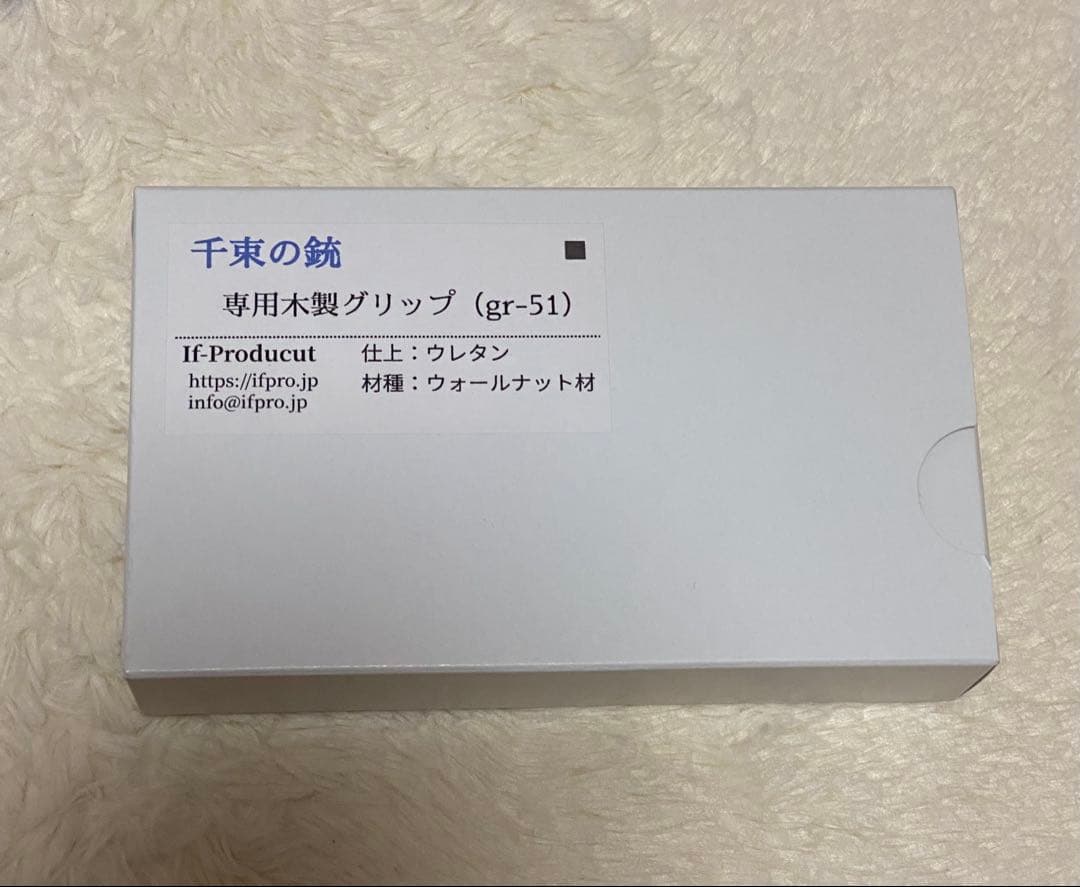 千束の銃
専用木製グリップ（gr-51）
If-Producut
https://ifpro.jp
info@ifpro.jp
仕上：ウレタン
材種：ウォールナット材